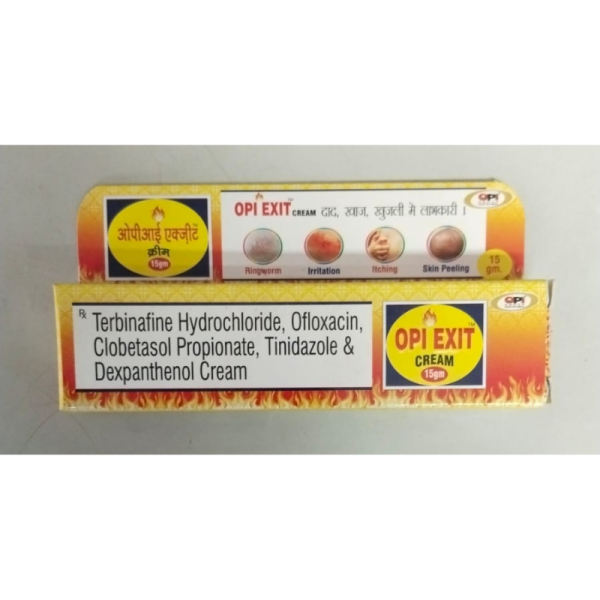 ओपीआई एक्ज़ीटें
क्रीम
15gm
OPI EXIT CREAM दाद, खाज, खुजली मे लाभकारी ।
Ringworm Irritation Itching Skin Peeling
OPI
15
gm.
Rx Terbinafine Hydrochloride, Ofloxacin,
Clobetasol Propionate, Tinidazole &
Dexpanthenol Cream
OPI EXIT
CREAM
15gm
OPI